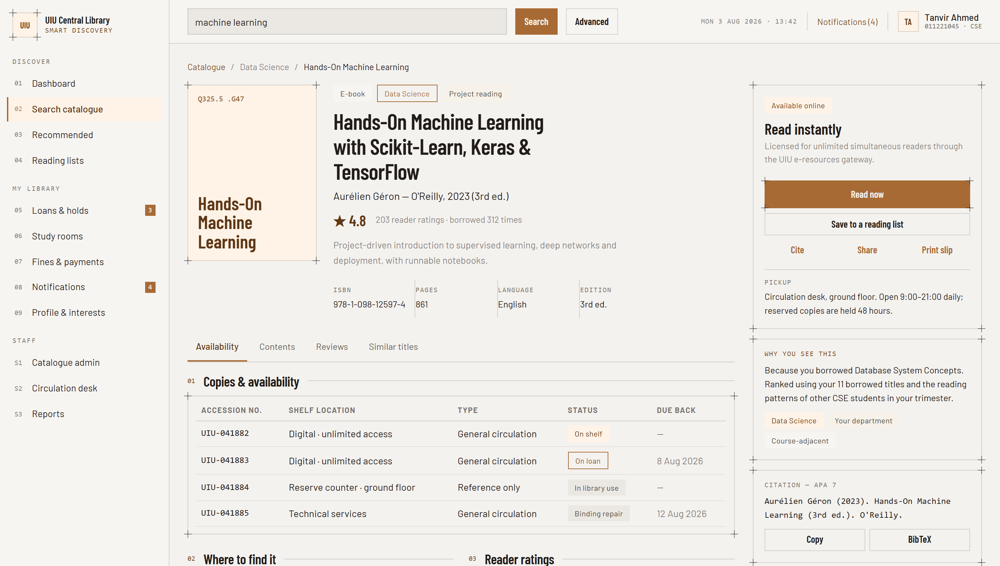 UIU
UIU Central Library
SMART DISCOVERY
machine learning
Search
Advanced
MON 3 AUG 2026 · 13:42
Notifications (4)
TA
Tanvir Ahmed
011221045 · CSE
DISCOVER
01 Dashboard
02 Search catalogue
03 Recommended
04 Reading lists
MY LIBRARY
05 Loans & holds 3
06 Study rooms
07 Fines & payments
08 Notifications 4
09 Profile & interests
STAFF
S1 Catalogue admin
S2 Circulation desk
S3 Reports
Catalogue / Data Science / Hands-On Machine Learning
Q325.5 .G47
Hands-On
Machine
Learning
E-book
Data Science
Project reading
Hands-On Machine Learning
with Scikit-Learn, Keras &
TensorFlow
Aurélien Géron — O'Reilly, 2023 (3rd ed.)
★ 4.8
203 reader ratings · borrowed 312 times
Project-driven introduction to supervised learning, deep networks and
deployment, with runnable notebooks.
ISBN PAGES LANGUAGE EDITION
978-1-098-12597-4 861 English 3rd ed.
Availability Contents Reviews Similar titles
01 Copies & availability
ACCESSION NO. SHELF LOCATION TYPE STATUS DUE BACK
UIU-041882 Digital · unlimited access General circulation On shelf —
UIU-041883 Digital · unlimited access General circulation On loan 8 Aug 2026
UIU-041884 Reserve counter · ground floor Reference only In library use —
UIU-041885 Technical services General circulation Binding repair 12 Aug 2026
02 Where to find it
03 Reader ratings
Available online
Read instantly
Licensed for unlimited simultaneous readers through
the UIU e-resources gateway.
Read now
Save to a reading list
Cite Share Print slip
PICKUP
Circulation desk, ground floor. Open 9:00–21:00 daily;
reserved copies are held 48 hours.
WHY YOU SEE THIS
Because you borrowed Database System Concepts.
Ranked using your 11 borrowed titles and the reading
patterns of other CSE students in your trimester.
Data Science Your department
Course-adjacent
CITATION — APA 7
Aurélien Géron (2023). Hands-On Machine
Learning (3rd ed.). O'Reilly.
Copy BibTeX